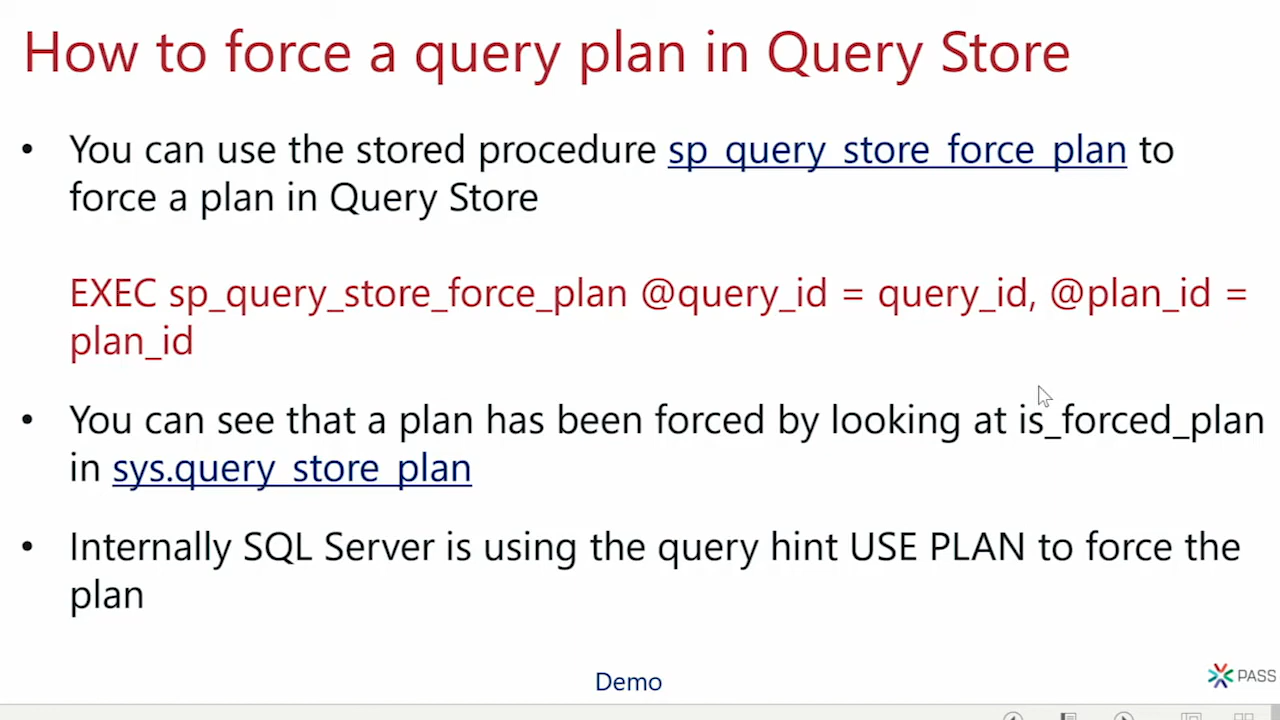 How to force a query plan in Query Store
• You can use the stored procedure sp_query_store_force_plan to
force a plan in Query Store
EXEC sp_query_store_force_plan @query_id = query_id, @plan_id =
plan_id
• You can see that a plan has been forced by looking at is_forced_plan
in sys.query_store_plan
• Internally SQL Server is using the query hint USE PLAN to force the
plan
Demo
PASS